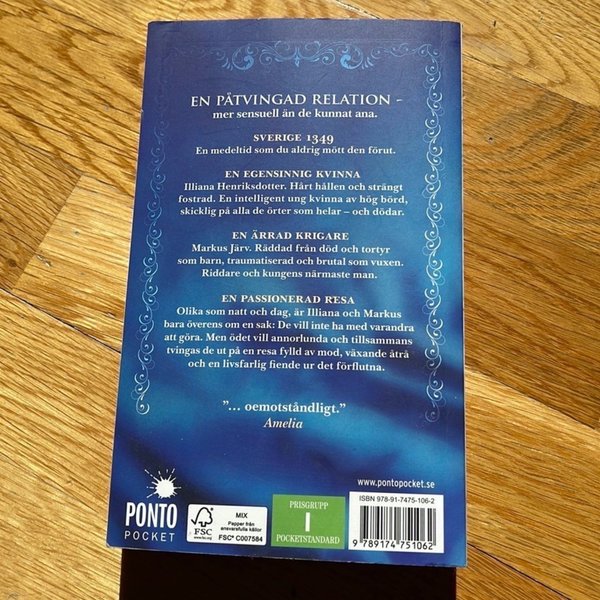 EN PÅTVINGAD RELATION –
mer sensuell än de kunnat ana.
SVERIGE 1349
En medeltid som du aldrig mött den förut.
EN EGENSINNIG KVINNA
Illiana Henriksdotter. Hårt hållen och strängt
fostrad. En intelligent ung kvinna av hög börd,
skicklig på alla de örter som helar – och dödar.
EN ÄRRAD KRIGARE
Markus Järv. Räddad från död och tortyr
som barn, traumatiserad och brutal som vuxen.
Riddare och kungens närmaste man.
EN PASSIONERAD RESA
Olika som natt och dag, är Illiana och Markus
bara överens om en sak: De vill inte ha med varandra
att göra. Men ödet vill annorlunda och tillsammans
tvingas de ut på en resa fylld av mod, växande åtrå
och en livsfarlig fiende ur det förflutna.
”... oemotståndligt.”
Amelia
www.pontopocket.se
PONTO
POCKET
FSC
www.fsc.org
MIX
Papper från
ansvarsfulla källor
FSC® C007584
PRISGRUPP
I
POCKETSTANDARD
ISBN 978-91-7475-106-2
9 789174 751062